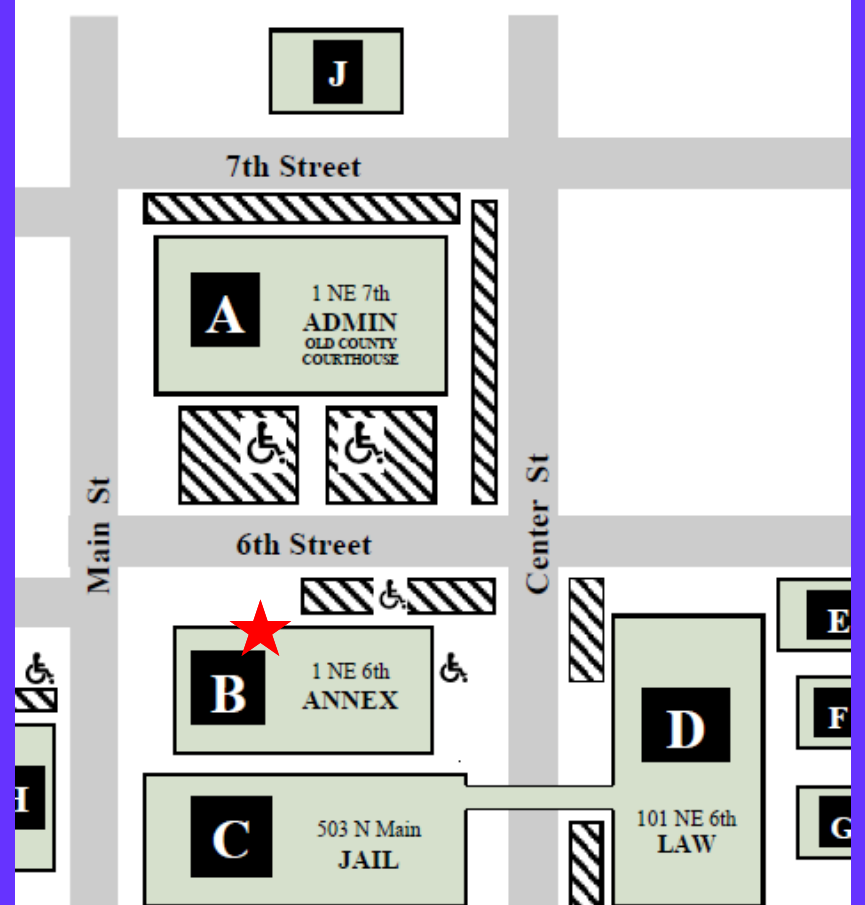 J
7th Street
A
1 NE 7th
ADMIN
OLD COUNTY
COURTHOUSE
Main St
Center St
6th Street
B
1 NE 6th
ANNEX
E
F
D
H
G
C
503 N Main
JAIL
101 NE 6th
LAW